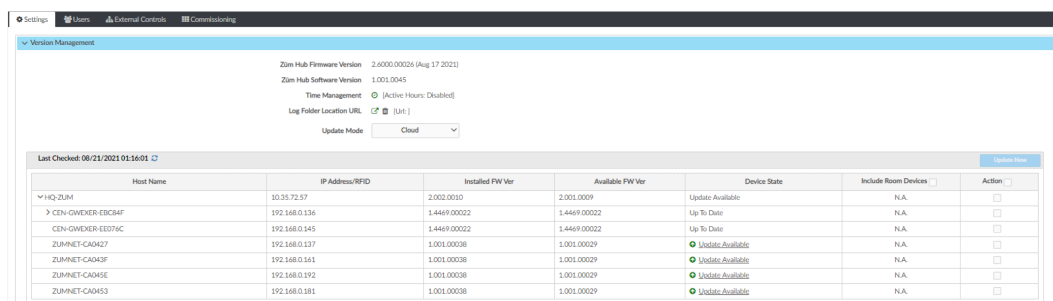 Settings Users External Controls Commissioning
Version Management
Züm Hub Firmware Version 2.6000.00026 (Aug 17 2021)
Züm Hub Software Version 1.001.0045
Time Management [Active Hours: Disabled]
Log Folder Location URL [Url: ]
Update Mode Cloud
Last Checked: 08/21/2021 01:16:01 Update Now
Host Name IP Address/RFID Installed FW Ver Available FW Ver Device State Include Room Devices Action
HQ-ZUM 10.35.72.57 2.002.0010 2.001.0009 Update Available N.A.
CEN-GWEXER-EBC84F 192.168.0.136 1.4469.00022 1.4469.00022 Up To Date N.A.
CEN-GWEXER-EE076C 192.168.0.145 1.4469.00022 1.4469.00022 Up To Date N.A.
ZUMNET-CA0427 192.168.0.137 1.001.00038 1.001.00029 Update Available N.A.
ZUMNET-CA043F 192.168.0.161 1.001.00038 1.001.00029 Update Available N.A.
ZUMNET-CA045E 192.168.0.192 1.001.00038 1.001.00029 Update Available N.A.
ZUMNET-CA0453 192.168.0.181 1.001.00038 1.001.00029 Update Available N.A.